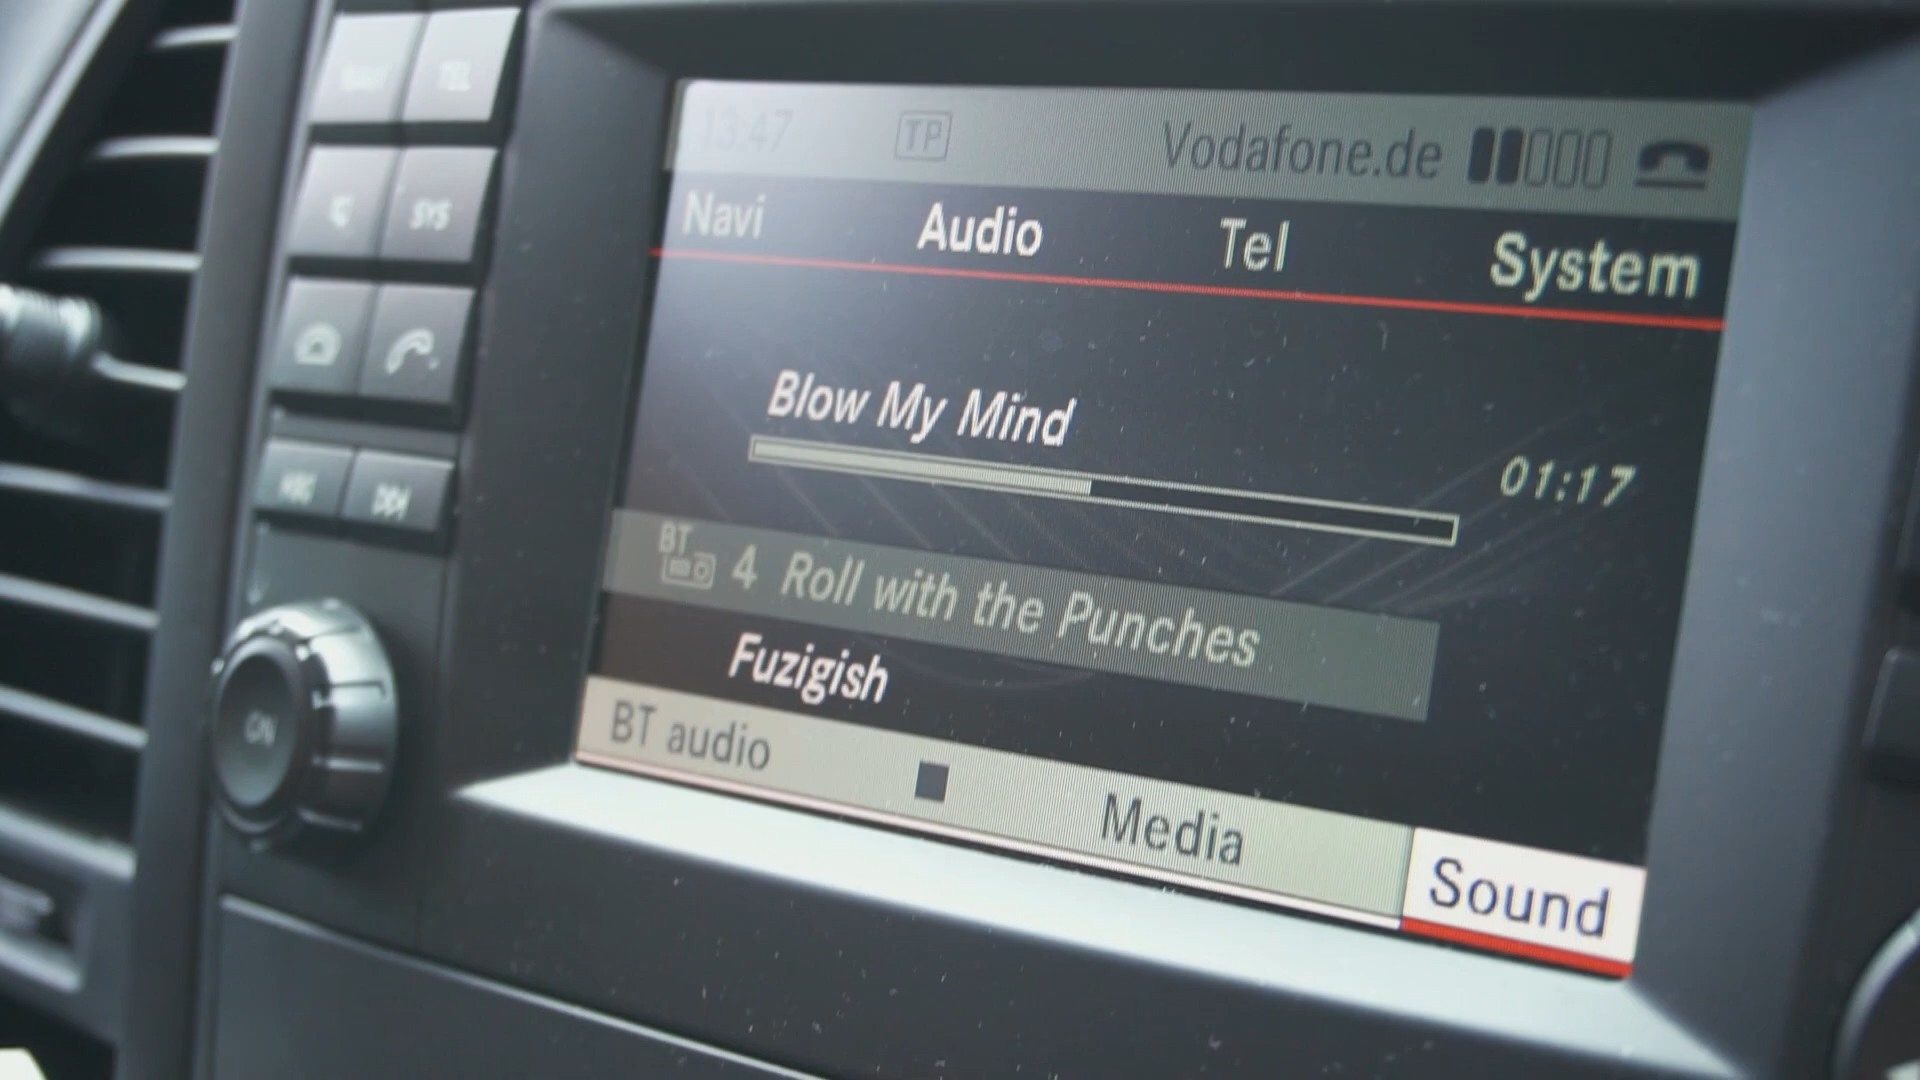 TEL
SYS
ON
13:47 TP Vodafone.de
Navi Audio Tel System
Blow My Mind
01:17
BT 4 Roll with the Punches
Fuzigish
BT audio Media Sound